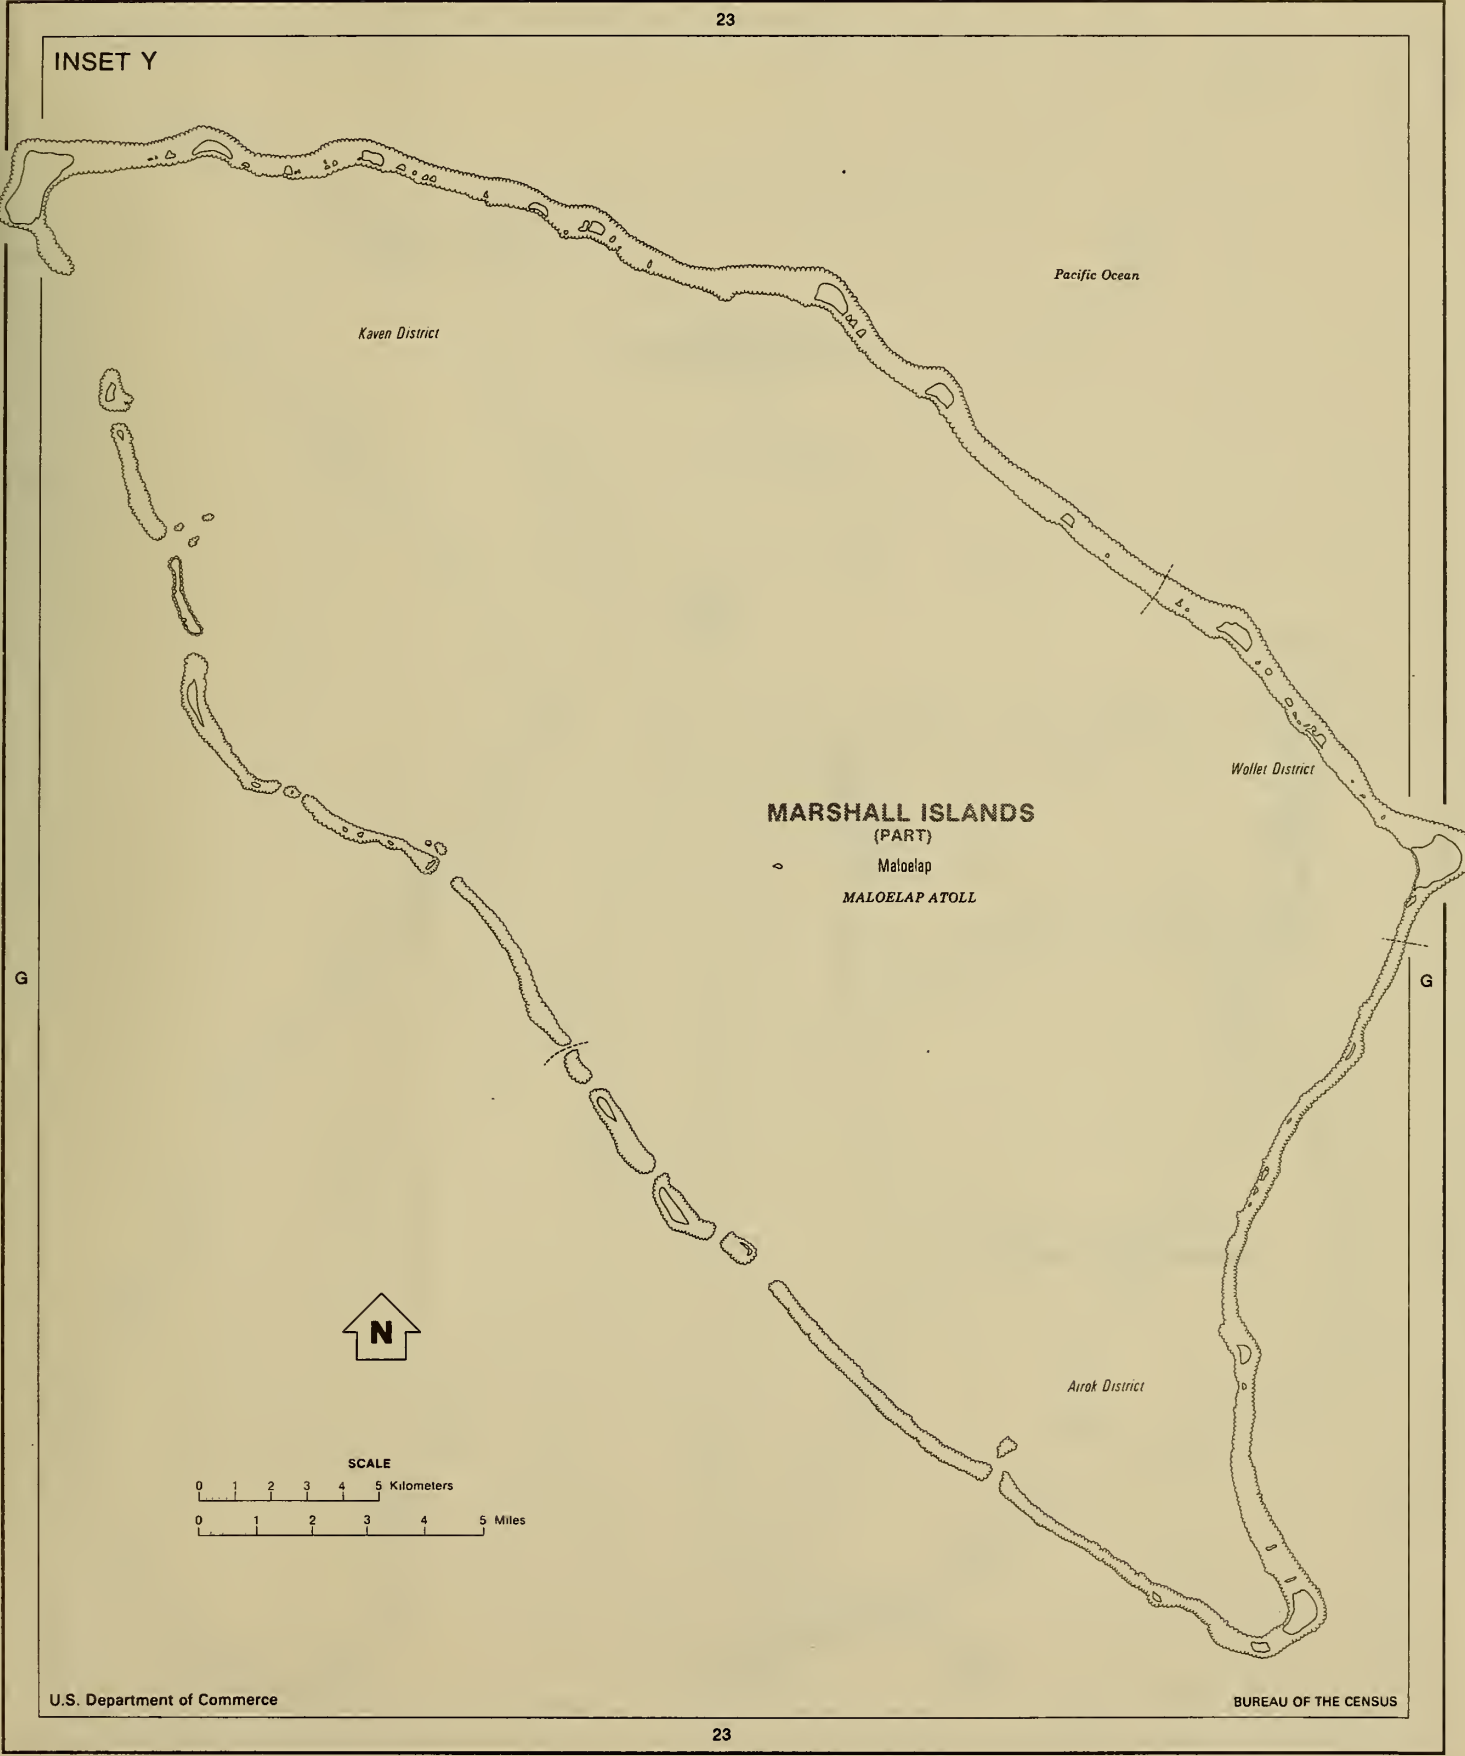 23
INSET Y
Pacific Ocean
Kaven District
Wollet District
MARSHALL ISLANDS
(PART)
Maloelap
MALOELAP ATOLL
G
G
N
Airok District
SCALE
0 1 2 3 4 5 Kilometers
0 1 2 3 4 5 Miles
U.S. Department of Commerce
BUREAU OF THE CENSUS
23